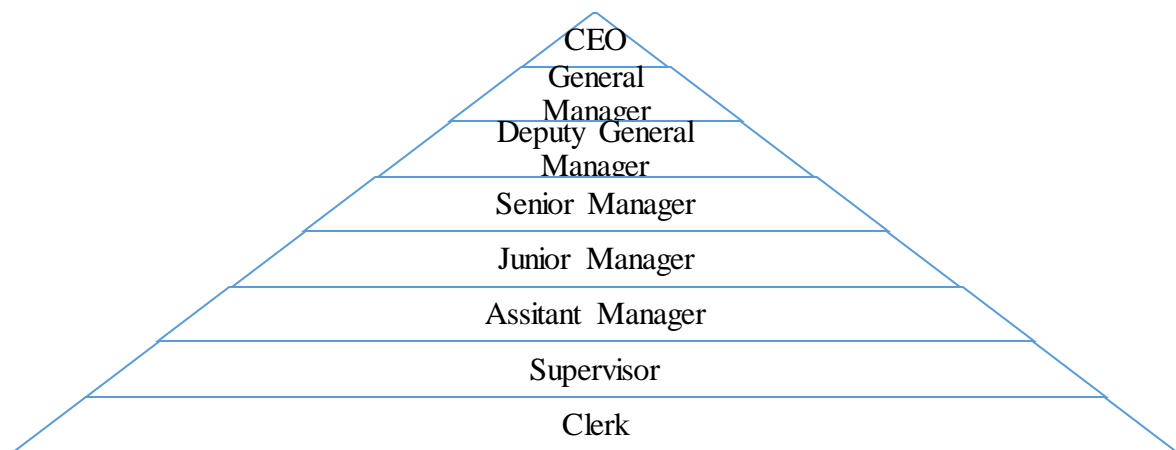 CEO
General
Manager
Deputy General
Manager
Senior Manager
Junior Manager
Assitant Manager
Supervisor
Clerk